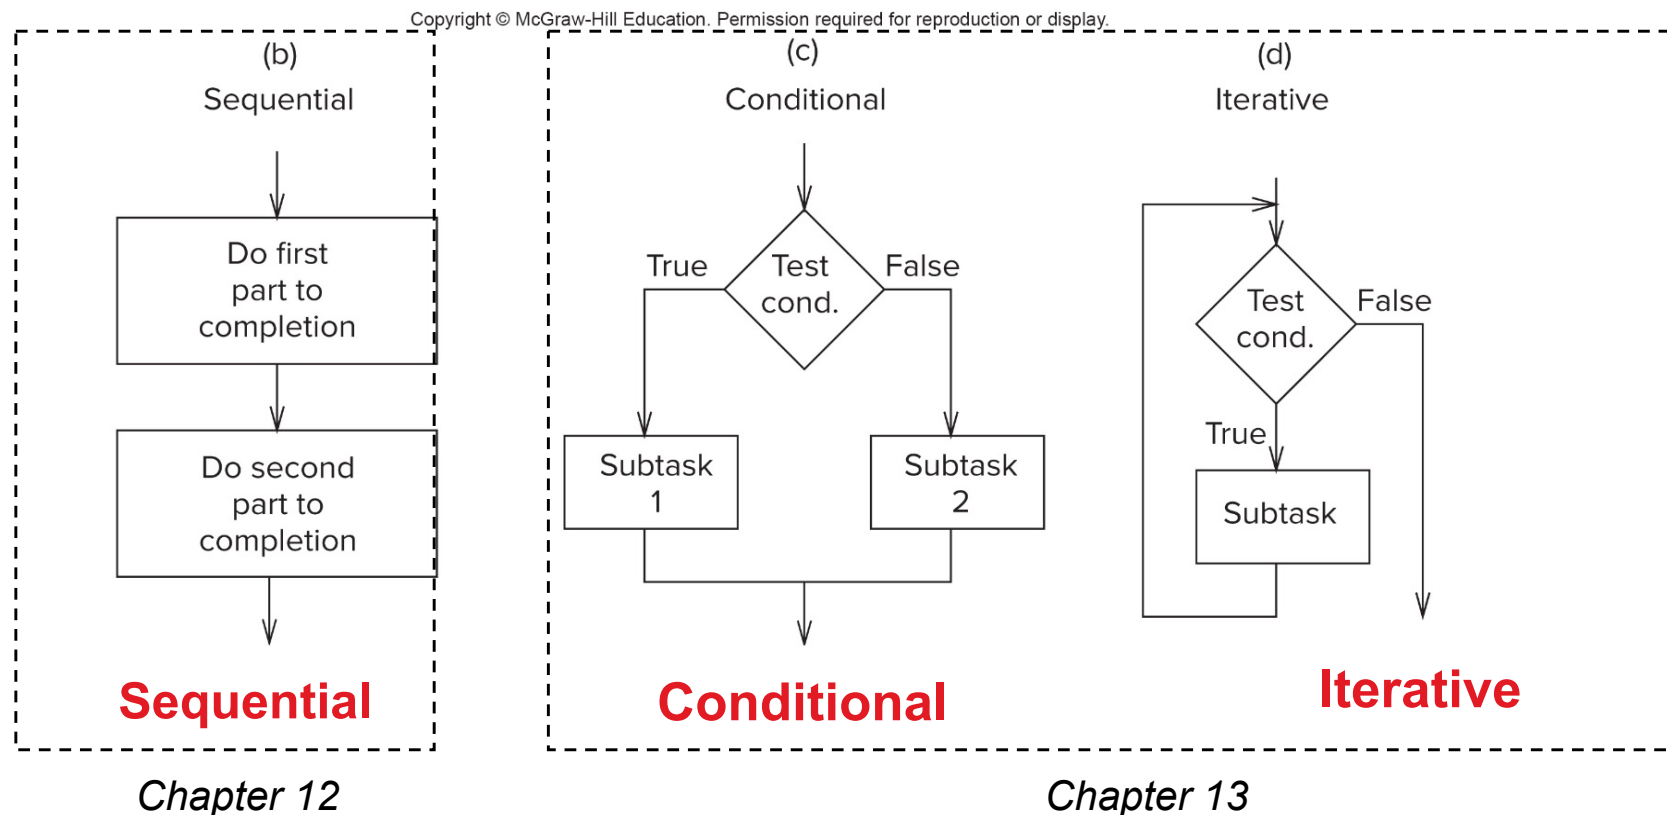 Copyright © McGraw-Hill Education. Permission required for reproduction or display.
(b)
Sequential
Do first
part to
completion
Do second
part to
completion
Sequential
Chapter 12
(c)
Conditional
True
Test
cond.
False
Subtask
1
Subtask
2
Conditional
(d)
Iterative
Test
cond.
False
True
Subtask
Iterative
Chapter 13